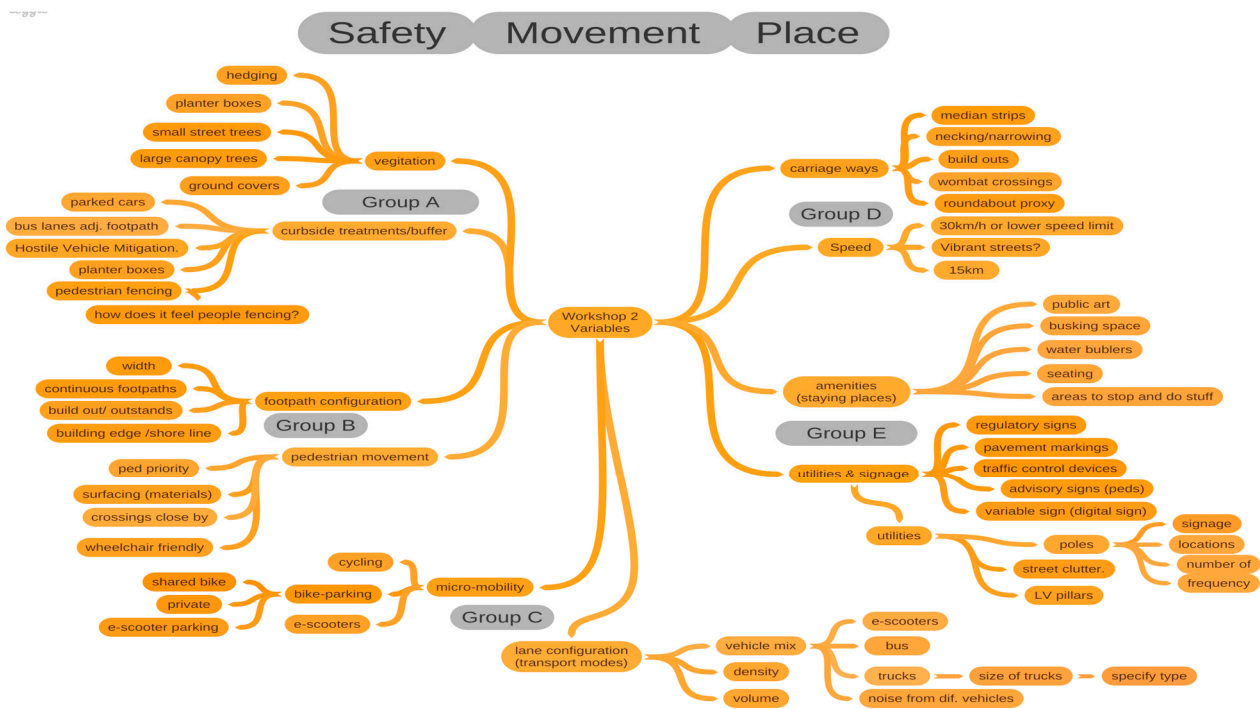 Safety Movement Place
hedging
planter boxes
small street trees
large canopy trees
ground covers
vegitation
Group A
parked cars
bus lanes adj, footpath
Hostile Vehicle Mitigation.
planter boxes
pedestrian fencing
how does it feel people fencing?
curbside treatments/buffer
Workshop 2
Variables
width
continuous footpaths
build out/ outstands
building edge /shore line
footpath configuration
Group B
pedestrian movement
ped priority
surfacing (materials)
crossings close by
wheelchair friendly
cycling
shared bike
private
e-scooter parking
bike-parking
e-scooters
micro-mobility
Group C
lane configuration
(transport modes)
vehicle mix
density
volume
e-scooters
bus
trucks
size of trucks
specify type
noise from dif. vehicles
carriage ways
median strips
necking/narrowing
build outs
wombat crossings
roundabout proxy
Group D
Speed
30km/h or lower speed limit
Vibrant streets?
15km
amenities
(staying places)
public art
busking space
water bublers
seating
areas to stop and do stuff
Group E
utilities & signage
regulatory signs
pavement markings
traffic control devices
advisory signs (peds)
variable sign (digital sign)
utilities
poles
street clutter.
LV pillars
signage
locations
number of
frequency